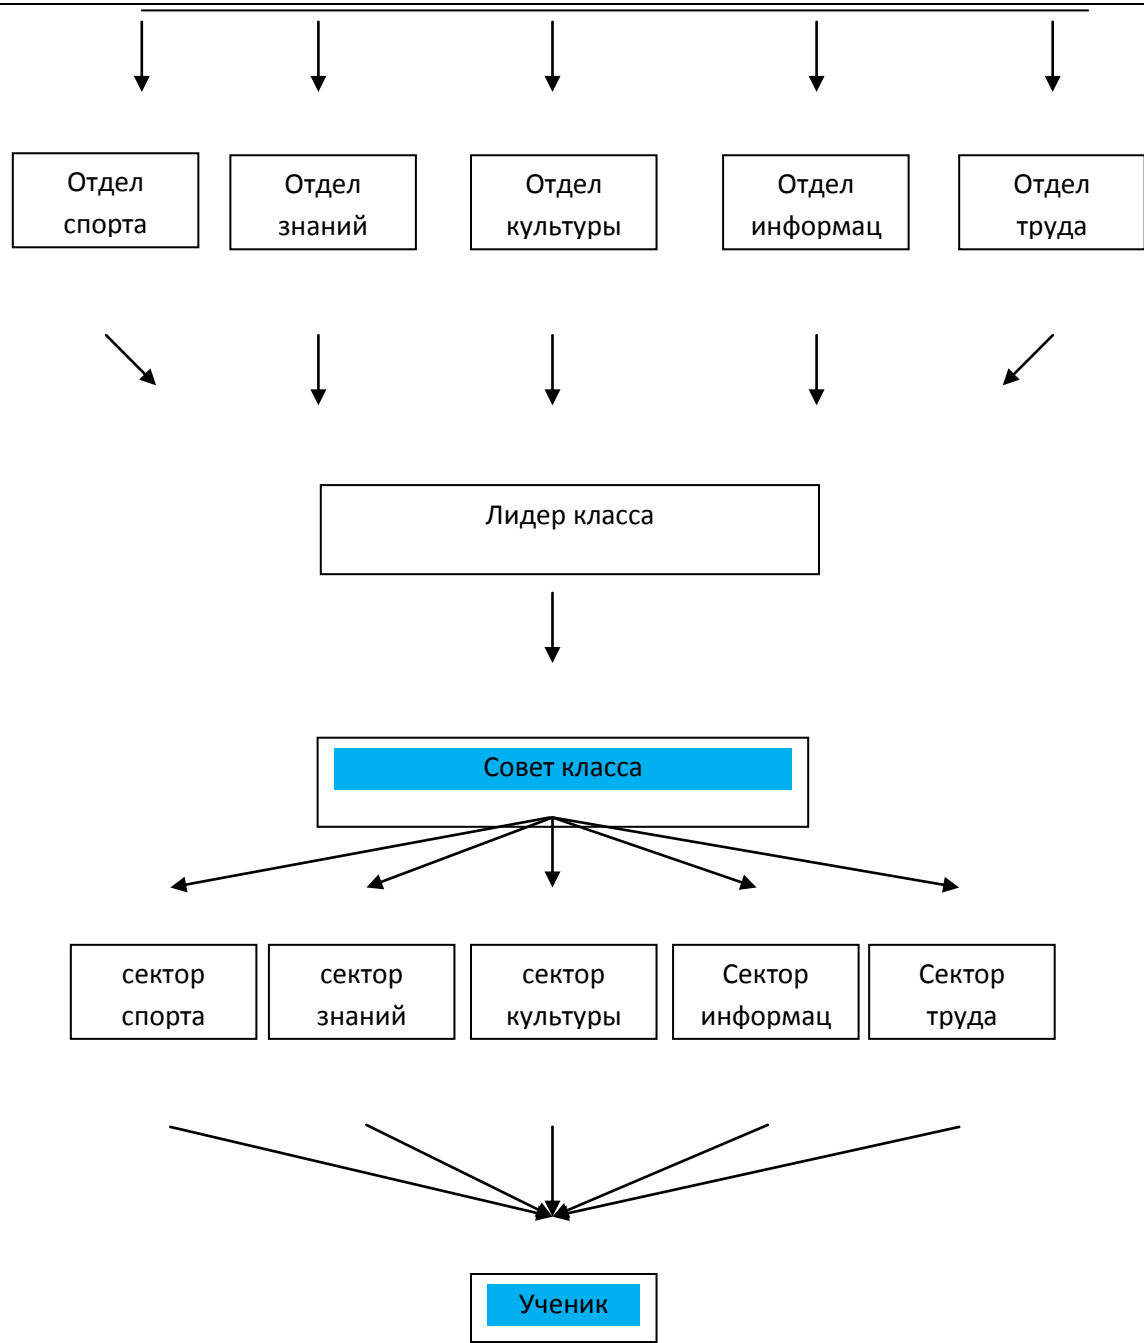 Отдел
спорта
Отдел
знаний
Отдел
культуры
Отдел
информац
Отдел
труда
Лидер класса
Совет класса
сектор
спорта
сектор
знаний
сектор
культуры
Сектор
информац
Сектор
труда
Ученик